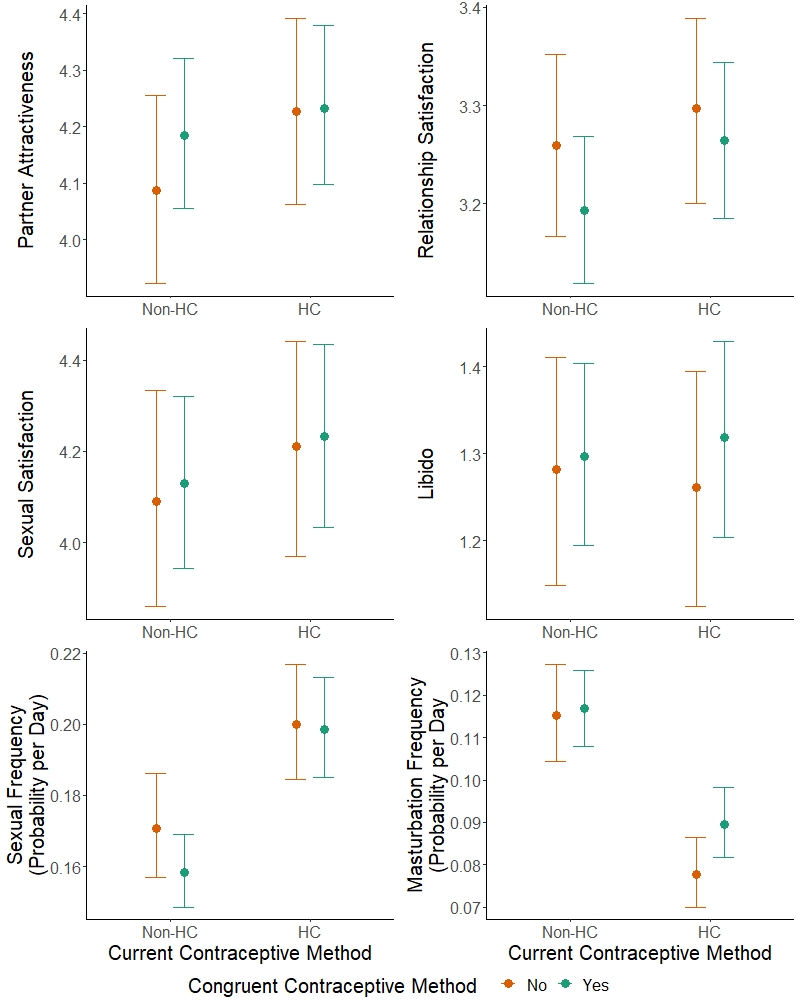 Partner Attractiveness
4.4
4.3
4.2
4.1
4.0
Non-HC HC
Relationship Satisfaction
3.4
3.3
3.2
Non-HC HC
Sexual Satisfaction
4.4
4.2
4.0
Non-HC HC
Libido
1.4
1.3
1.2
Non-HC HC
Sexual Frequency
(Probability per Day)
0.22
0.20
0.18
0.16
Non-HC HC
Current Contraceptive Method
Masturbation Frequency
(Probability per Day
0.13
0.12
0.11
0.10
0.09
0.08
0.07
Non-HC HC
Current Contraceptive Method
Congruent Contraceptive Method No Yes